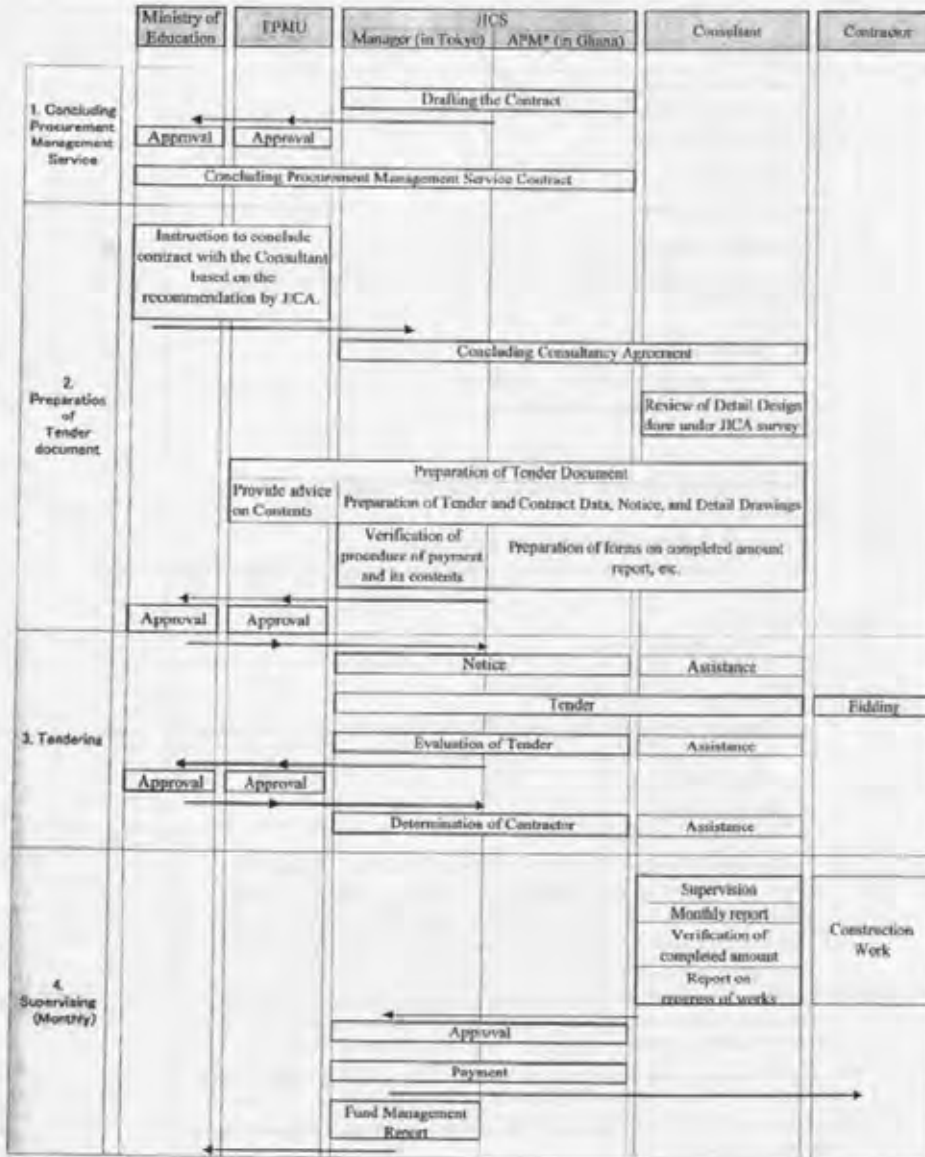 Ministry of
Education
FPMU
JICS
Manager (in Tokyo)
APM* (in Ghana)
Consultant
Contractor
1. Concluding
Procurement
Management
Service
Drafting the Contract
Approval
Approval
Concluding Procurement Management Service Contract
2.
Preparation
of
Tender
document
Instruction to conclude
contract with the Consultant
based on the
recommendation by JICA.
Concluding Consultancy Agreement
Review of Detail Design
done under JICA survey
Preparation of Tender Document
Provide advice
on Contents
Preparation of Tender and Contract Data, Notice, and Detail Drawings
Verification of
procedure of payment
and its contents
Preparation of forms on completed amount
report, etc.
Approval
Approval
3. Tendering
Notice
Assistance
Tender
Bidding
Evaluation of Tender
Assistance
Approval
Approval
Determination of Contractor
Assistance
4.
Supervising
(Monthly)
Supervision
Monthly report
Verification of
completed amount
Report on
progress of works
Construction
Work
Approval
Payment
Fund Management
Report